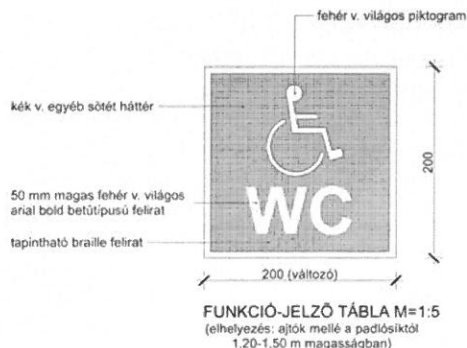 fehér v. világos piktogram
kék v. egyéb sötét háttér
50 mm magas fehér v. világos
arial bold betűtípusú felirat
tapintható braille felirat
WC
200
200 (változó)
FUNKCIÓ-JELZŐ TÁBLA M=1:5
(elhelyezés: ajtók mellé a padlósíktól
1,20-1,50 m magasságban)